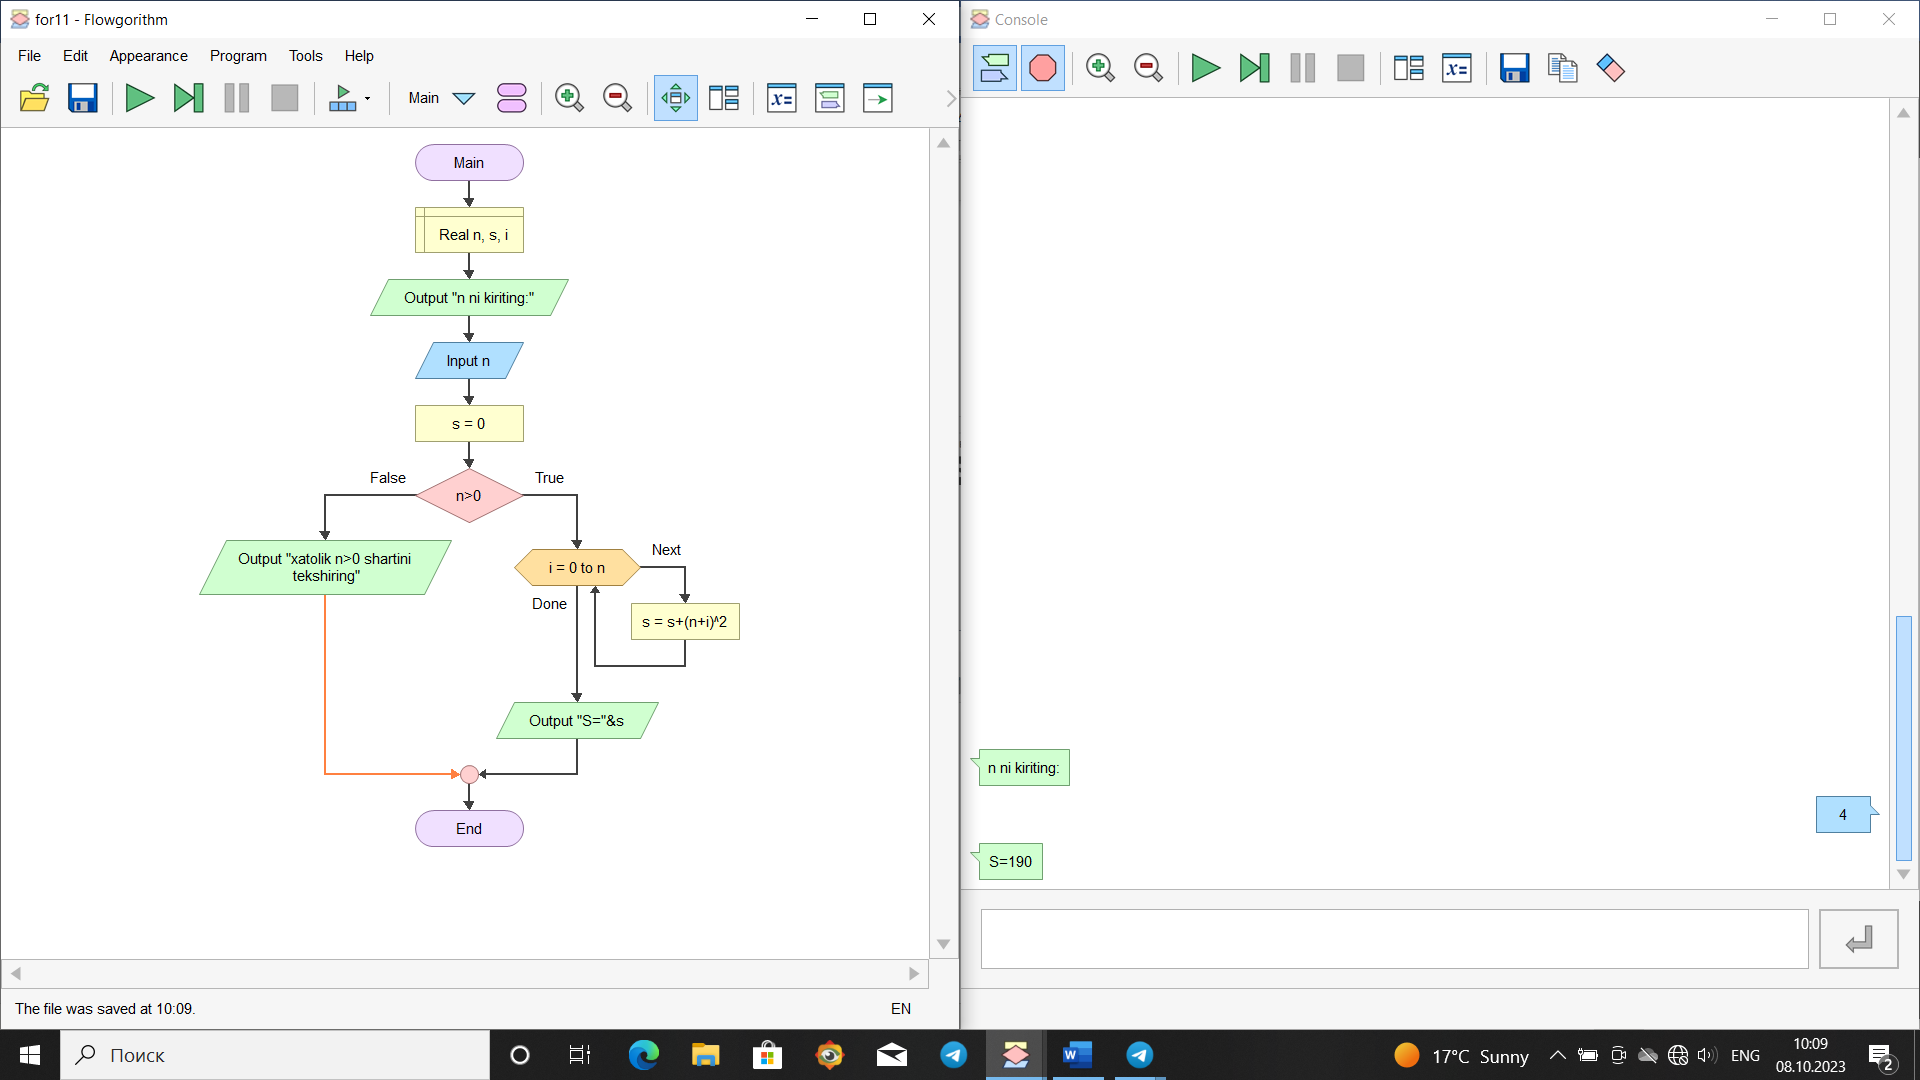 for11 - Flowgorithm
File Edit Appearance Program Tools Help
Main
Main
Real n, s, i
Output "n ni kiriting:"
Input n
s = 0
False
n>0
True
Output "xatolik n>0 shartini
tekshiring"
i = 0 to n
Next
Done
s = s+(n+i)^2
Output "S="&s
End
The file was saved at 10:09.
EN
Console
x=
x=
n ni kiriting:
4
S=190
Поиск
W
17°C Sunny
ENG
10:09
08.10.2023
2